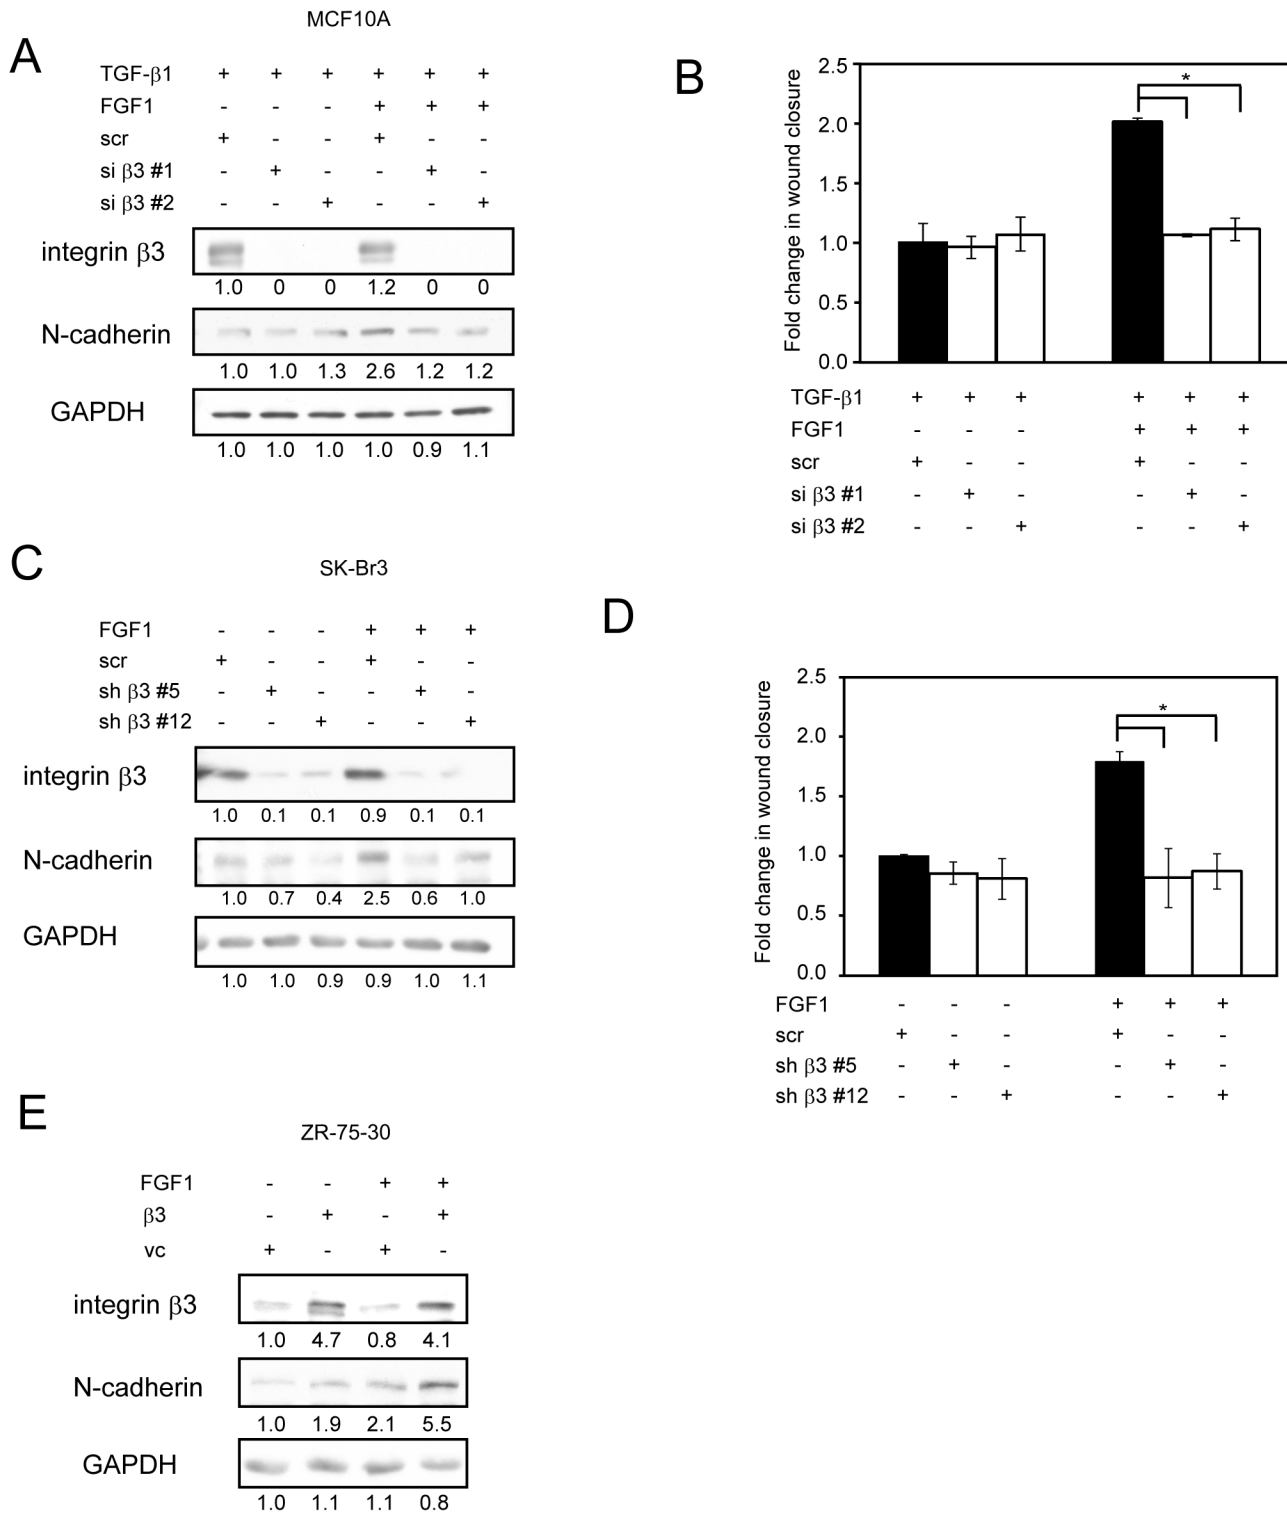 MCF10A
A
TGF-β1 + + + + + +
FGF1 - - - + + +
scr + - - + - -
si β3 #1 - + - - + -
si β3 #2 - - + - - +
integrin β3
1.0 0 0 1.2 0 0
N-cadherin
1.0 1.0 1.3 2.6 1.2 1.2
GAPDH
1.0 1.0 1.0 1.0 0.9 1.1
B
Fold change in wound closure
2.5
2.0
1.5
1.0
0.5
0.0
*
TGF-β1 + + + + + +
FGF1 - - - + + +
scr + - - + - -
si β3 #1 - + - - + -
si β3 #2 - - + - - +
C
SK-Br3
FGF1 - - - + + +
scr + - - + - -
sh β3 #5 - + - - + -
sh β3 #12 - - + - - +
integrin β3
1.0 0.1 0.1 0.9 0.1 0.1
N-cadherin
1.0 0.7 0.4 2.5 0.6 1.0
GAPDH
1.0 1.0 0.9 0.9 1.0 1.1
D
Fold change in wound closure
2.5
2.0
1.5
1.0
0.5
0.0
*
FGF1 - - - + + +
scr + - - + - -
sh β3 #5 - + - - + -
sh β3 #12 - - + - - +
E
ZR-75-30
FGF1 - - + +
β3 - + - +
vc + - + -
integrin β3
1.0 4.7 0.8 4.1
N-cadherin
1.0 1.9 2.1 5.5
GAPDH
1.0 1.1 1.1 0.8